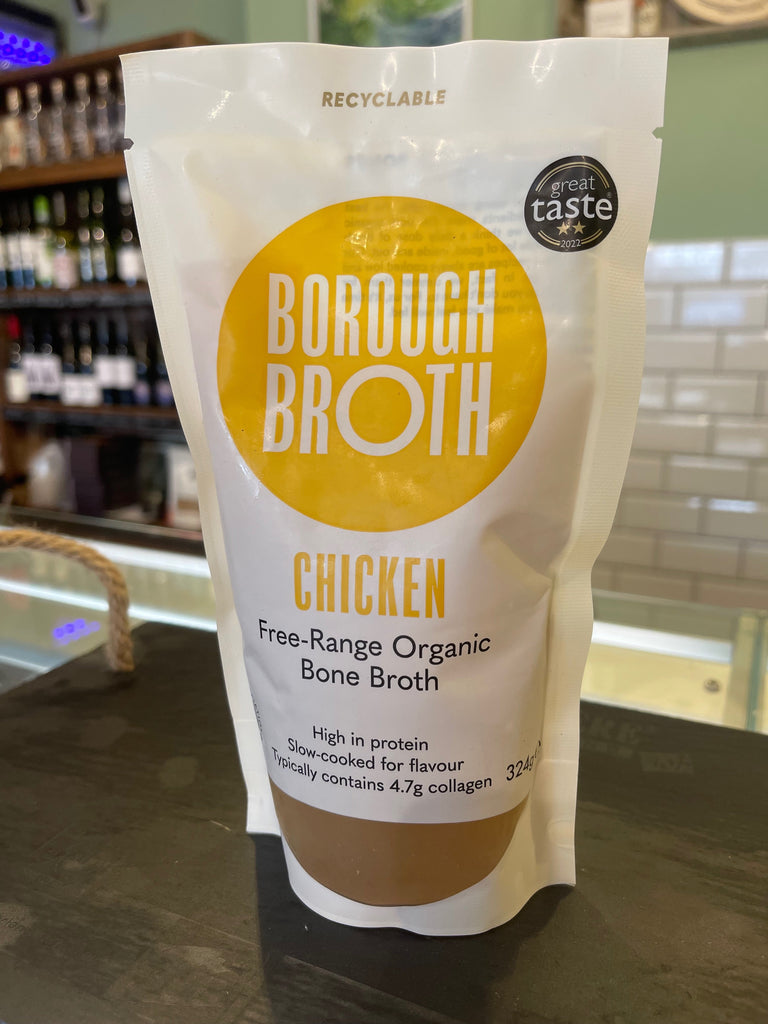 RECYCLABLE
great
taste
2022
BOROUGH
BROTH
CHICKEN
Free-Range Organic
Bone Broth
High in protein
Slow-cooked for flavour
Typically contains 4.7g collagen
324g